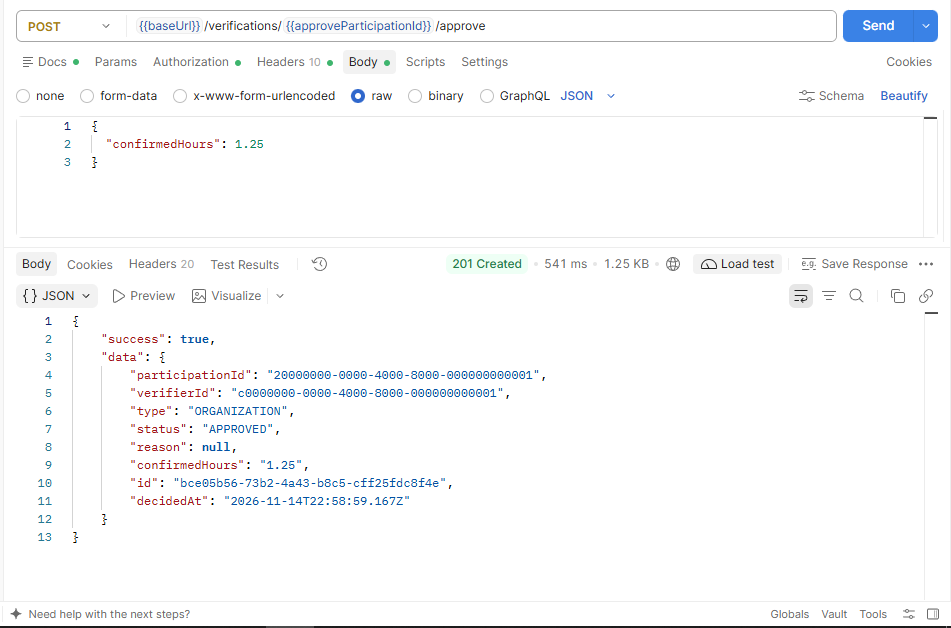 POST {{baseUrl}} /verifications/ {{approveParticipationId}} /approve Send
Docs Params Authorization Headers 10 Body Scripts Settings Cookies
none form-data x-www-form-urlencoded raw binary GraphQL JSON Schema Beautify
1 {
2 "confirmedHours": 1.25
3 }
Body Cookies Headers 20 Test Results 201 Created 541 ms 1.25 KB Load test e.g. Save Response
{} JSON Preview Visualize
1 {
2 "success": true,
3 "data": {
4 "participationId": "20000000-0000-4000-8000-000000000001",
5 "verifierId": "c0000000-0000-4000-8000-000000000001",
6 "type": "ORGANIZATION",
7 "status": "APPROVED",
8 "reason": null,
9 "confirmedHours": "1.25",
10 "id": "bce05b56-73b2-4a43-b8c5-cff25fdc8f4e",
11 "decidedAt": "2026-11-14T22:58:59.167Z"
12 }
13 }
Need help with the next steps? Globals Vault Tools